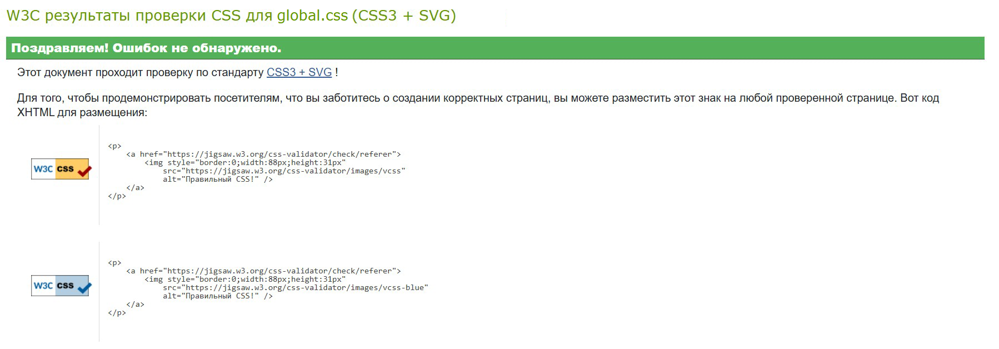 W3C результаты проверки CSS для global.css (CSS3 + SVG)
Поздравляем! Ошибок не обнаружено.
Этот документ проходит проверку по стандарту CSS3 + SVG !
Для того, чтобы продемонстрировать посетителям, что вы заботитесь о создании корректных страниц, вы можете разместить этот знак на любой проверенной странице. Вот код
XHTML для размещения:
W3C CSS
<p>
    <a href="https://jigsaw.w3.org/css-validator/check/referer">
        <img style="border:0;width:88px;height:31px"
            src="https://jigsaw.w3.org/css-validator/images/vcss"
            alt="Правильный CSS!" />
    </a>
</p>
W3C CSS
<p>
    <a href="https://jigsaw.w3.org/css-validator/check/referer">
        <img style="border:0;width:88px;height:31px"
            src="https://jigsaw.w3.org/css-validator/images/vcss-blue"
            alt="Правильный CSS!" />
    </a>
</p>